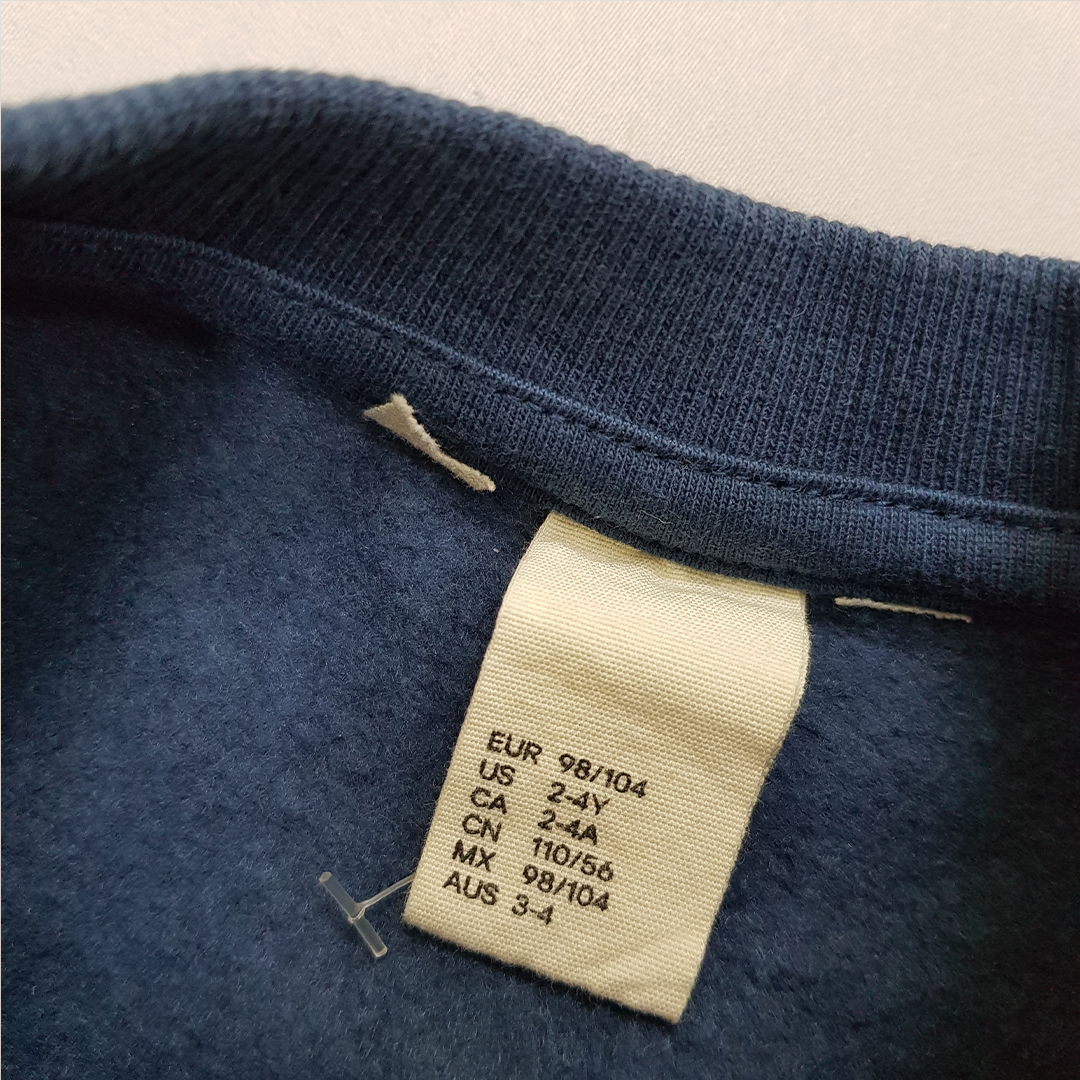 EUR 98/104
US 2-4Y
CA 2-4A
CN 110/56
MX 98/104
AUS 3-4